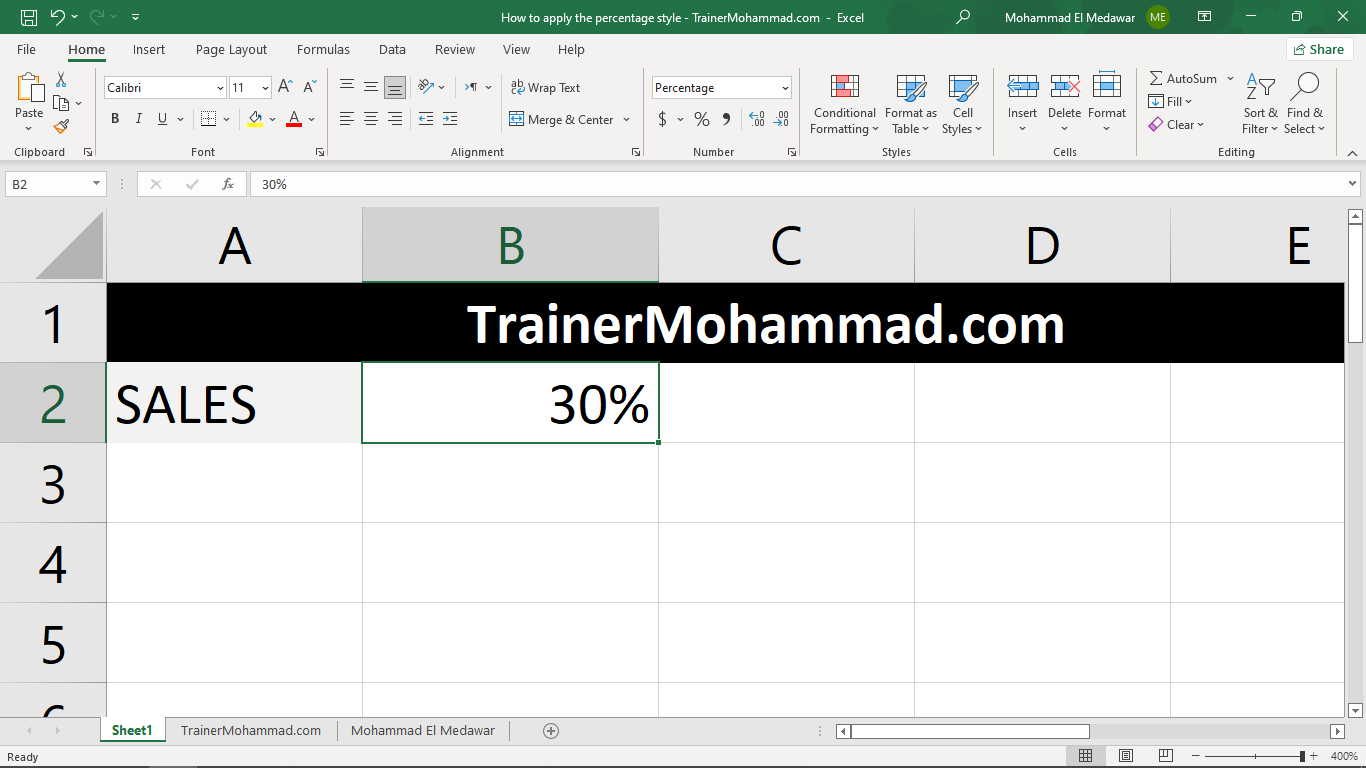 How to apply the percentage style - TrainerMohammad.com - Excel
Mohammad El Medawar ME
File Home Insert Page Layout Formulas Data Review View Help Share
Paste
Calibri 11
B I U A
ab Wrap Text
Merge & Center
Percentage
$ % 9 .00 .00
Conditional Formatting
Format as Table
Cell Styles
Insert Delete Format
AutoSum
Fill
Clear
Sort & Filter
Find & Select
Clipboard Font Alignment Number Styles Cells Editing
B2 fx 30%
A B C D E
1 TrainerMohammad.com
2 SALES 30%
3
4
5
6
Sheet1 TrainerMohammad.com Mohammad El Medawar
Ready 400%